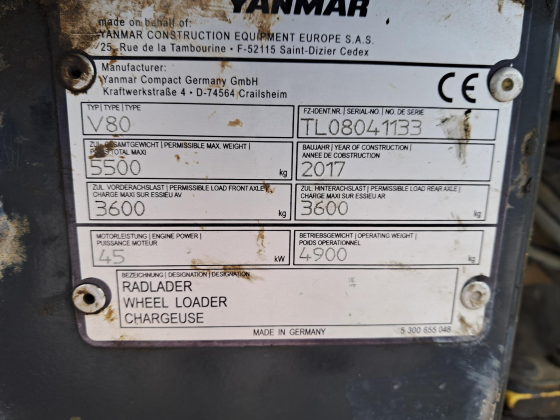 YANMAR
made on behalf of:
YANMAR CONSTRUCTION EQUIPMENT EUROPE S.A.S.
25, Rue de la Tambourine • F-52115 Saint-Dizier Cedex
Manufacturer:
Yanmar Compact Germany GmbH
Kraftwerkstraße 4 • D-74564 Crailsheim
CE
TYP | TYPE | TYPE
V80
FZ-IDENT.NR. | SERIAL-NO. | NO. DE SERIE
TL08041133
ZUL. GESAMTGEWICHT | PERMISSIBLE MAX. WEIGHT |
POIDS TOTAL MAXI
5500 kg
BAUJAHR | YEAR OF CONSTRUCTION |
ANNÉE DE COBSTRUCTION
2017
ZUL. VORDERACHSLAST | PERMISSIBLE LOAD FRONT AXLE |
CHARGE MAXI SUR ESSIEU AV
3600 kg
ZUL. HINTERACHSLAST | PERMISSIBLE LOAD REAR AXLE |
CHARGE MAXI SUR ESSIEU AR
3600 kg
MOTORLEISTUNG | ENGINE POWER |
PUISSANCE MOTEUR
45 kW
BETRIEBSGEWICHT | OPERATING WEIGHT |
POIDS OPERATIONNEL
4900 kg
BEZEICHNUNG | DESIGNATION | DESIGNATION
RADLADER
WHEEL LOADER
CHARGEUSE
MADE IN GERMANY
5 300 655 048